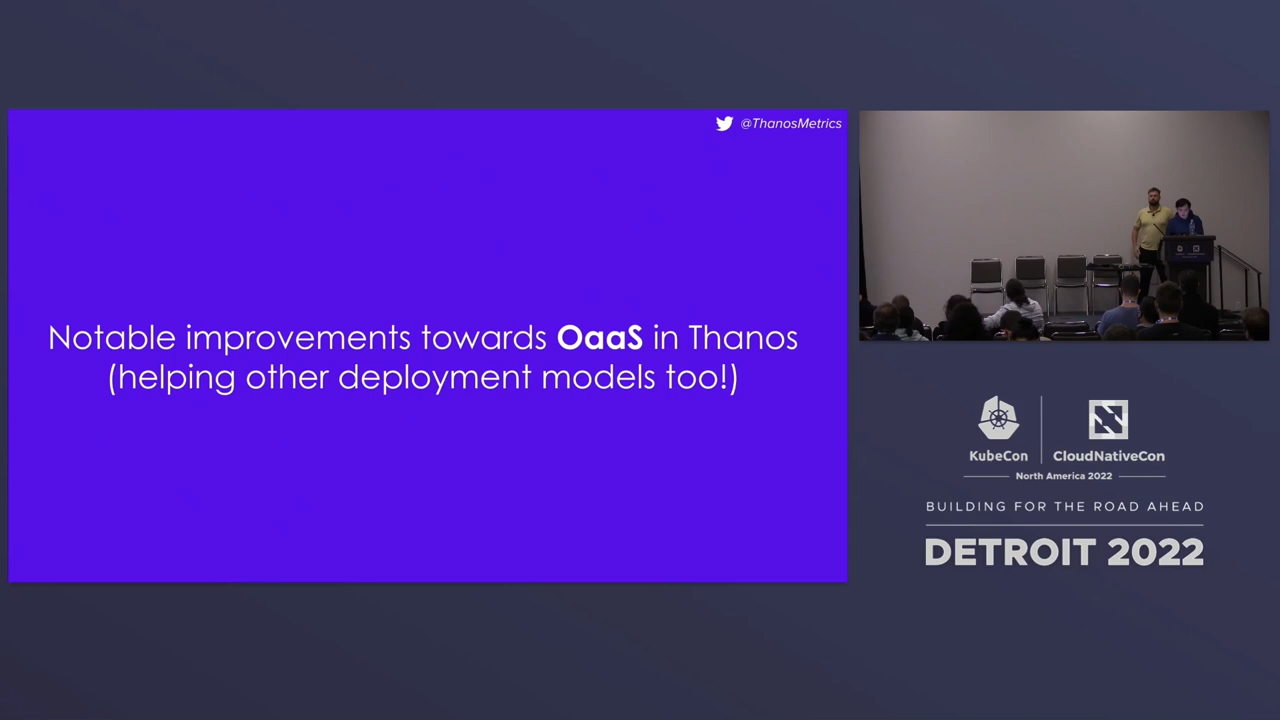 @ThanosMetrics
Notable improvements towards OaaS in Thanos
(helping other deployment models too!)
KubeCon
CloudNativeCon
North America 2022
BUILDING FOR THE ROAD AHEAD
DETROIT 2022